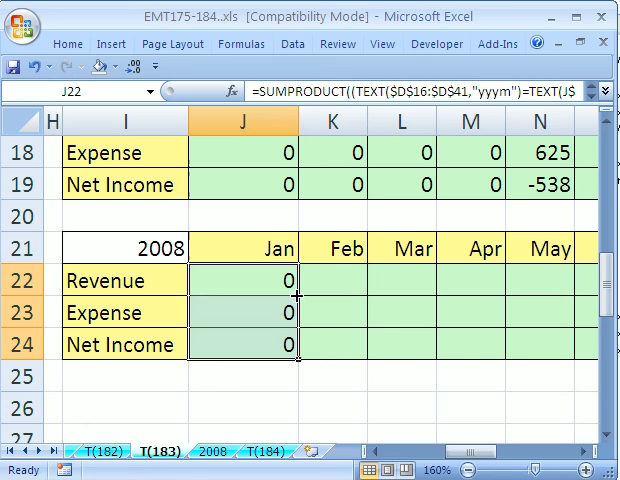 EMT175-184..xls [Compatibility Mode] - Microsoft Excel
Home Insert Page Layout Formulas Data Review View Developer Add-Ins
J22 fx =SUMPRODUCT((TEXT($D$16:$D$41,"yyym")=TEXT(J$
H I J K L M N
18 Expense 0 0 0 0 625
19 Net Income 0 0 0 0 -538
20
21 2008 Jan Feb Mar Apr May
22 Revenue 0
23 Expense 0
24 Net Income 0
25
26
27
T(182) T(183) 2008 T(184)
Ready 160%